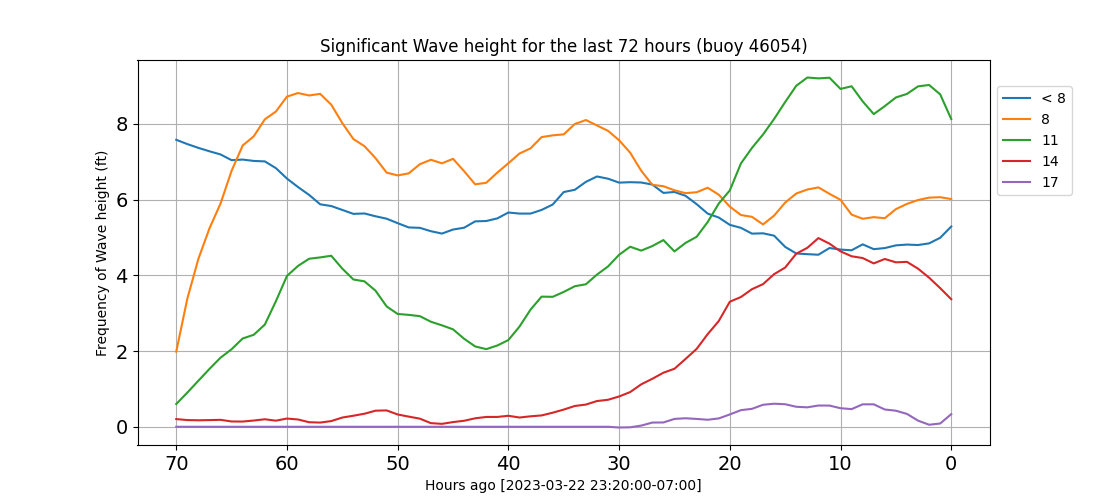 Significant Wave height for the last 72 hours (buoy 46054)
Frequency of Wave height (ft)
8
6
4
2
0
70 60 50 40 30 20 10 0
Hours ago [2023-03-22 23:20:00-07:00]
< 8
8
11
14
17